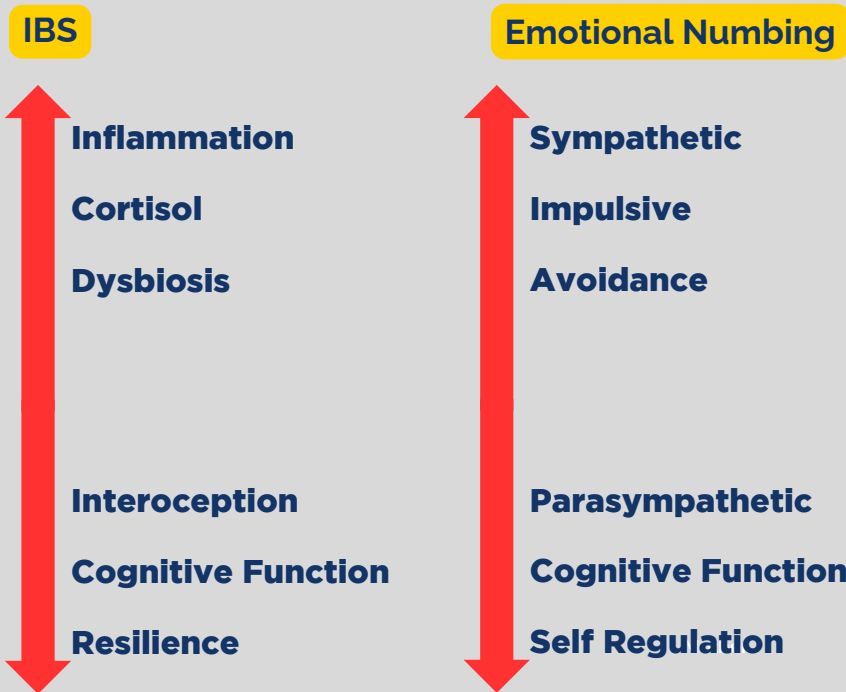 IBS
Inflammation
Cortisol
Dysbiosis
Interoception
Cognitive Function
Resilience
Emotional Numbing
Sympathetic
Impulsive
Avoidance
Parasympathetic
Cognitive Function
Self Regulation